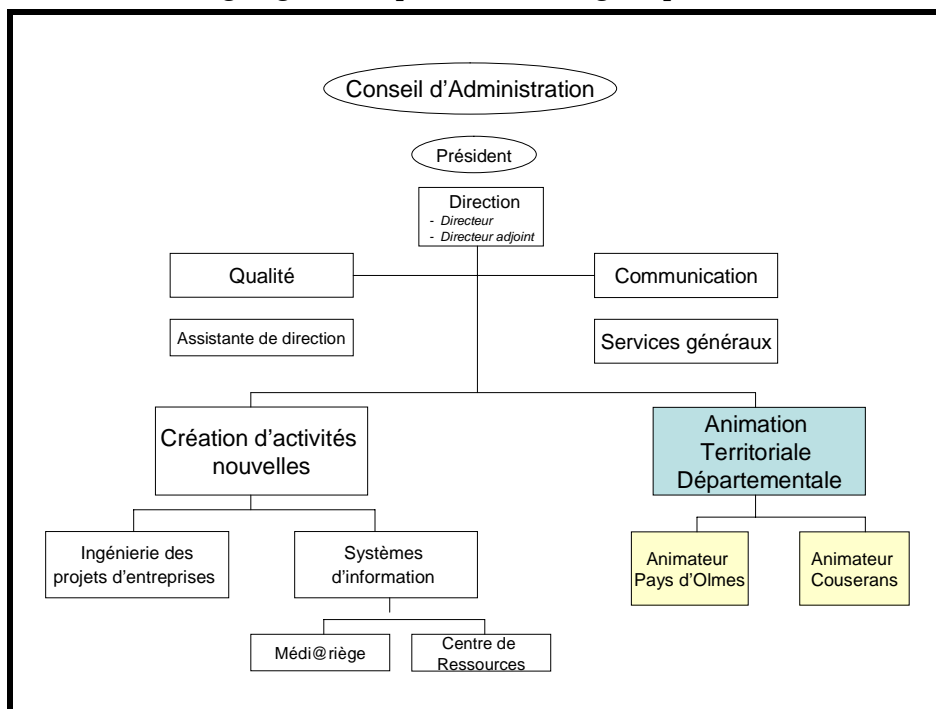 Conseil d'Administration
Président
Direction
- Directeur
- Directeur adjoint
Qualité
Communication
Assistante de direction
Services généraux
Création d'activités
nouvelles
Animation
Territoriale
Départementale
Ingénierie des
projets d'entreprises
Systèmes
d'information
Animateur
Pays d'Olmes
Animateur
Couserans
Médi@riège
Centre de
Ressources